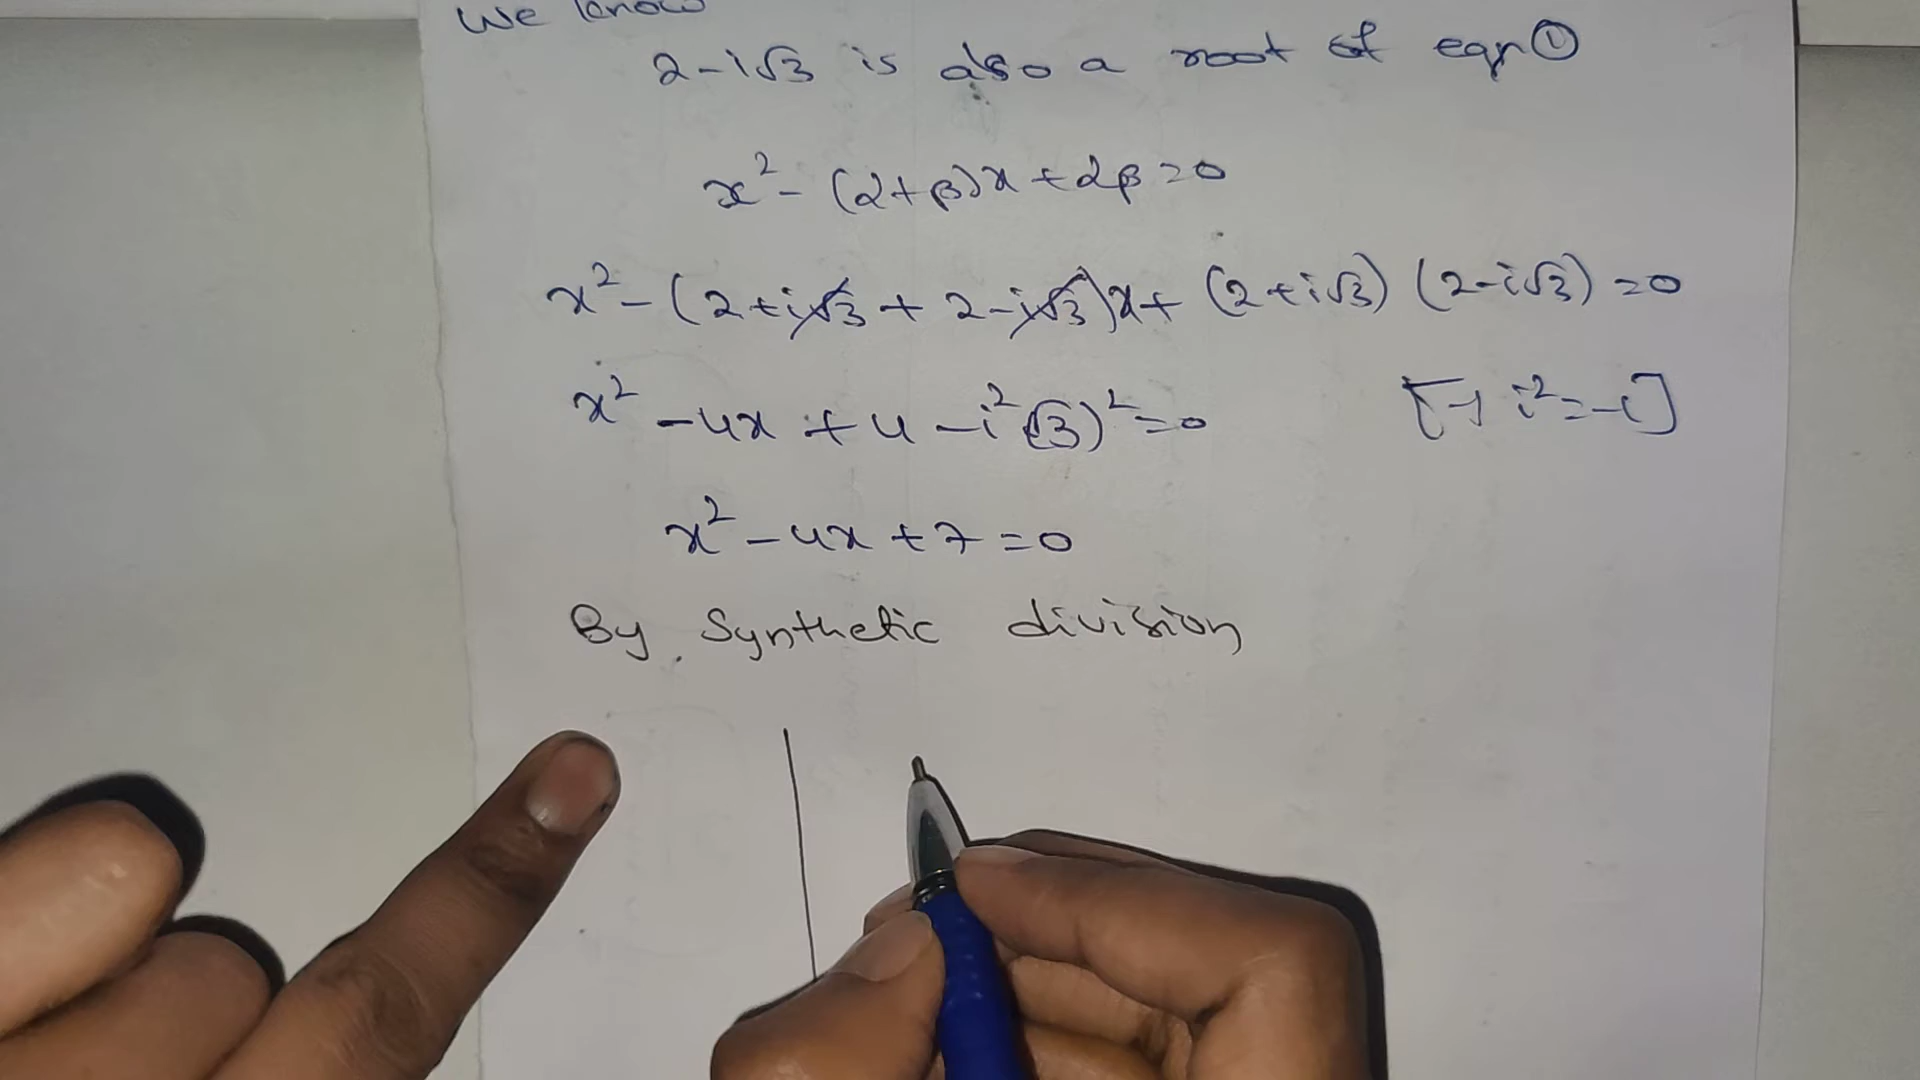 We know
2-i√3 is also a root of eqn ①
x² - (α+β)x + αβ = 0
x² - (2+i√3 + 2-i√3)x + (2+i√3) (2-i√3) = 0
x² - 4x + 4 - i²(√3)² = 0 [∵ i² = -1]
x² - 4x + 7 = 0
By Synthetic division